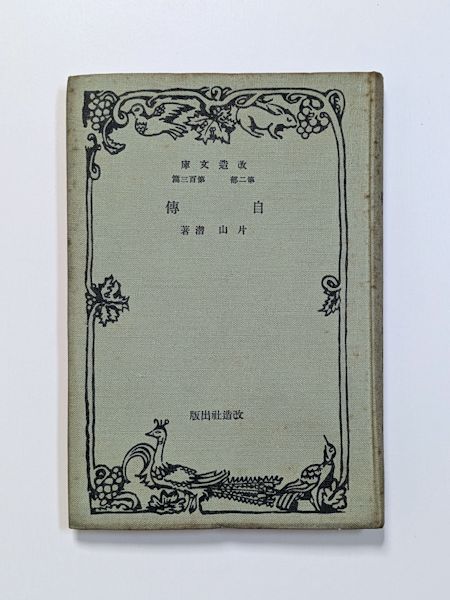 改造文庫
第二部 第百三篇
自傳
片山潜著
改造社出版